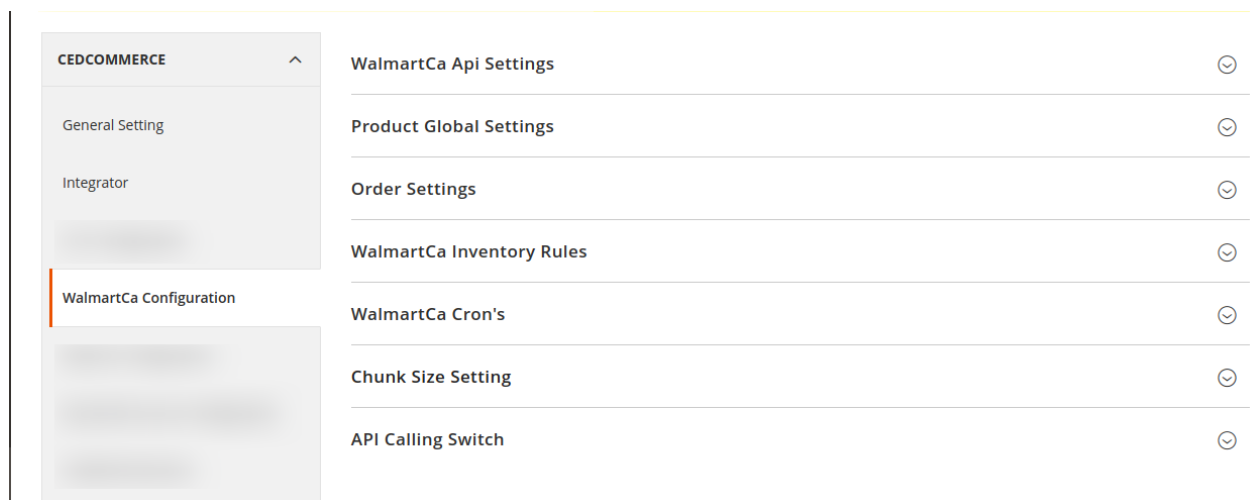 CEDCOMMERCE
General Setting
Integrator
WalmartCa Configuration
WalmartCa Api Settings
Product Global Settings
Order Settings
WalmartCa Inventory Rules
WalmartCa Cron's
Chunk Size Setting
API Calling Switch